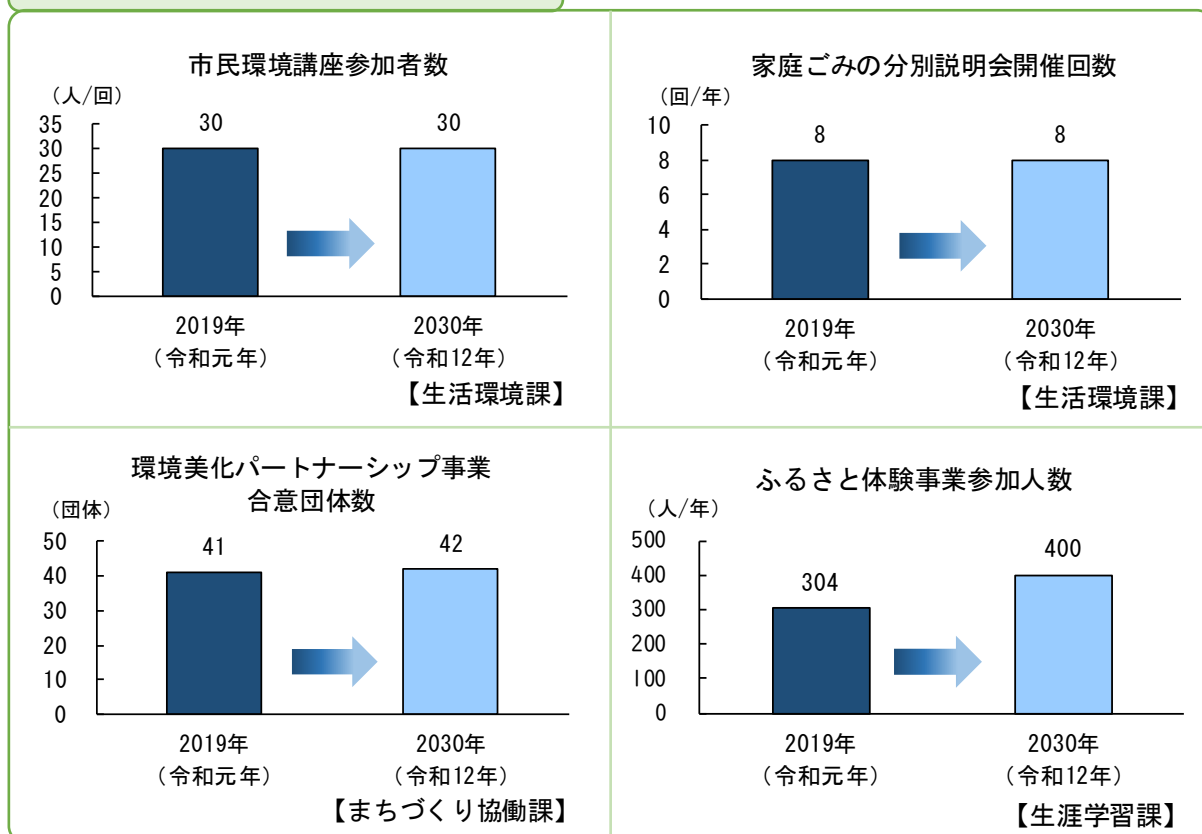 市民環境講座参加者数
（人/回）
35
30
25
20
15
10
5
0
30
30
2019年
（令和元年）
2030年
（令和12年）
【生活環境課】
家庭ごみの分別説明会開催回数
（回/年）
10
8
6
4
2
0
8
8
2019年
（令和元年）
2030年
（令和12年）
【生活環境課】
環境美化パートナーシップ事業
合意団体数
（団体）
50
40
30
20
10
0
41
42
2019年
（令和元年）
2030年
（令和12年）
【まちづくり協働課】
ふるさと体験事業参加人数
（人/年）
500
400
300
200
100
0
304
400
2019年
（令和元年）
2030年
（令和12年）
【生涯学習課】